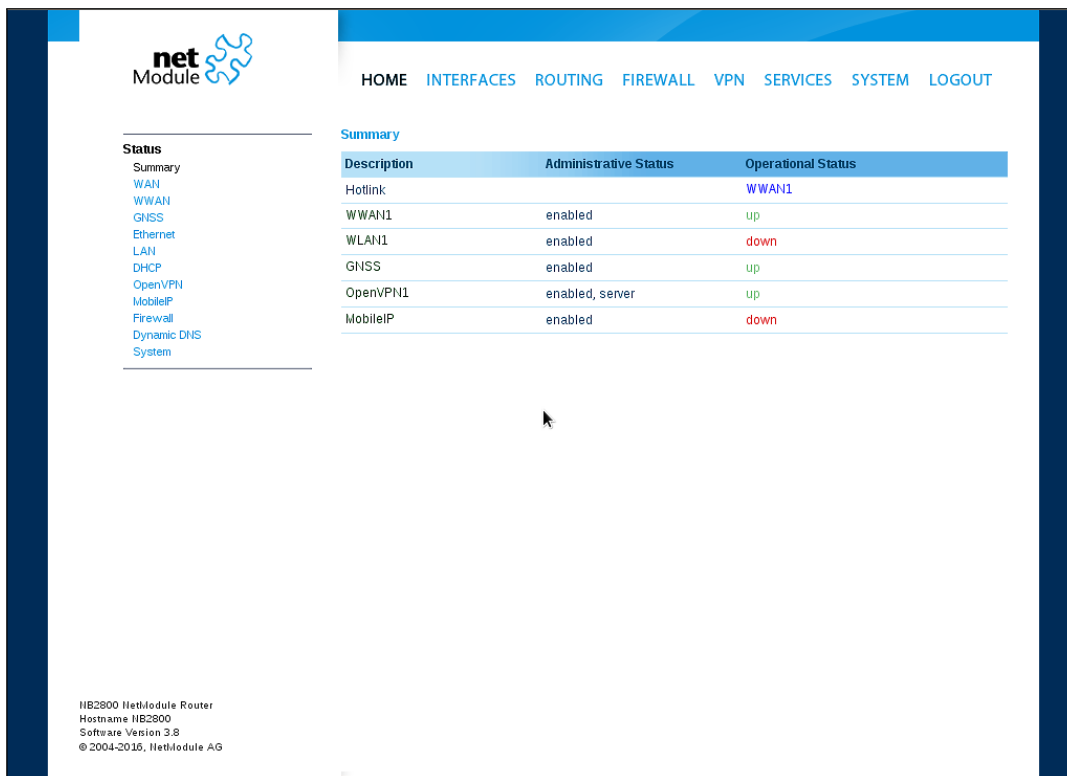 net
Module
HOME INTERFACES ROUTING FIREWALL VPN SERVICES SYSTEM LOGOUT
Status
Summary
WAN
WWAN
GNSS
Ethernet
LAN
DHCP
OpenVPN
MobileIP
Firewall
Dynamic DNS
System
Summary
Description Administrative Status Operational Status
Hotlink WWAN1
WWAN1 enabled up
WLAN1 enabled down
GNSS enabled up
OpenVPN1 enabled, server up
MobileIP enabled down
NB2800 NetModule Router
Hostname NB2800
Software Version 3.8
© 2004-2016, NetModule AG